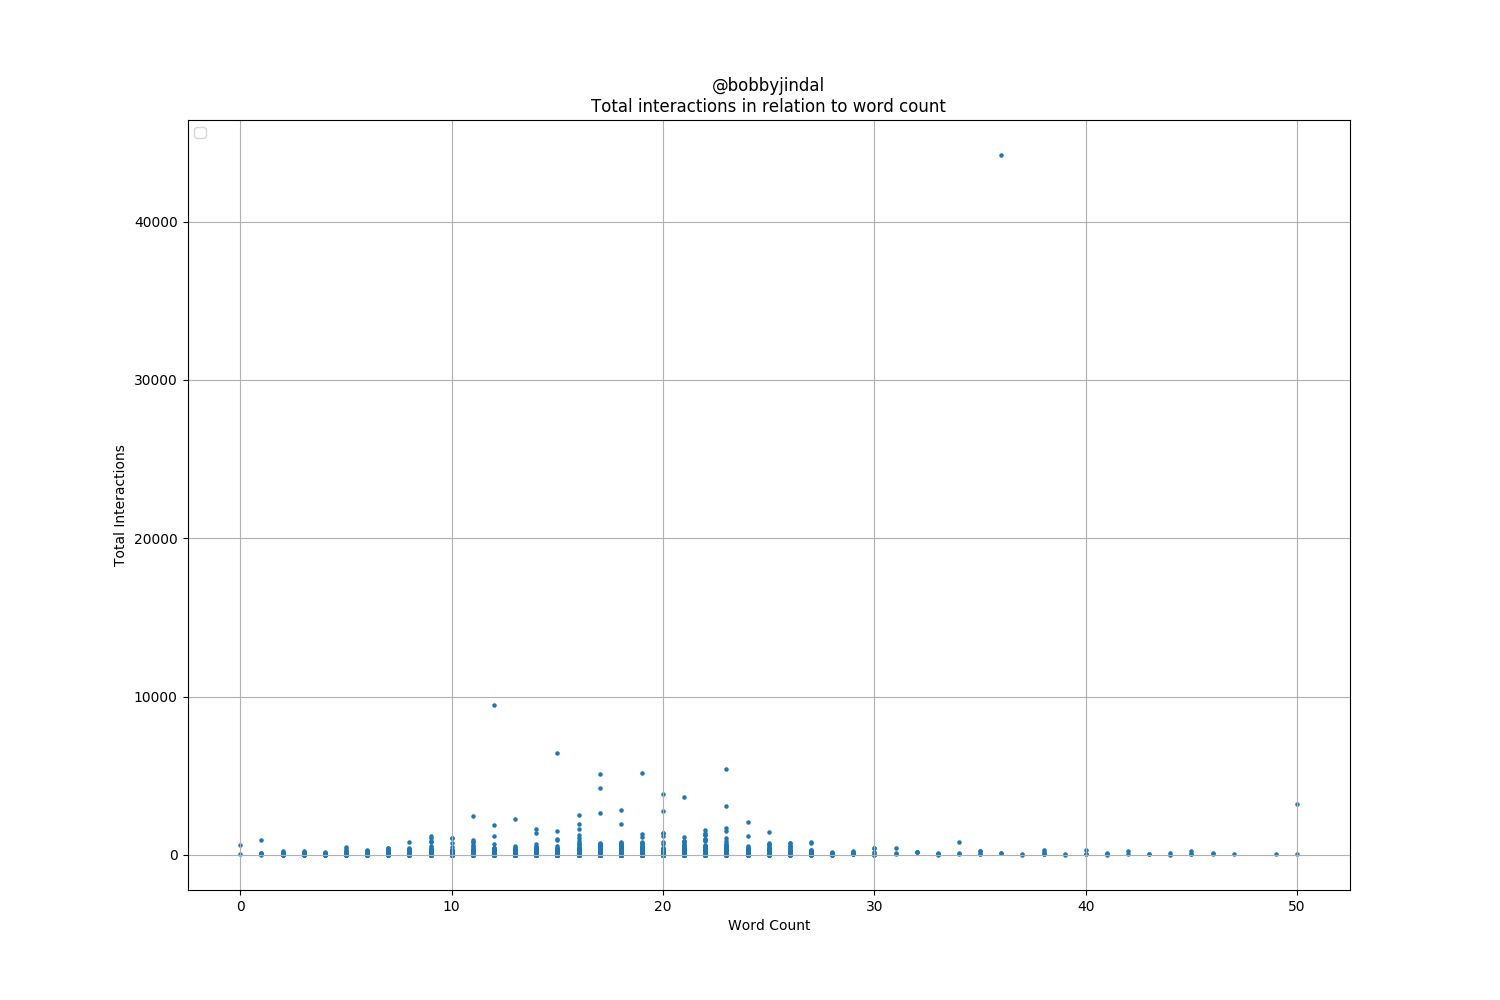 @bobbyjindal
Total interactions in relation to word count
40000
30000
20000
10000
0
Total Interactions
0 10 20 30 40 50
Word Count